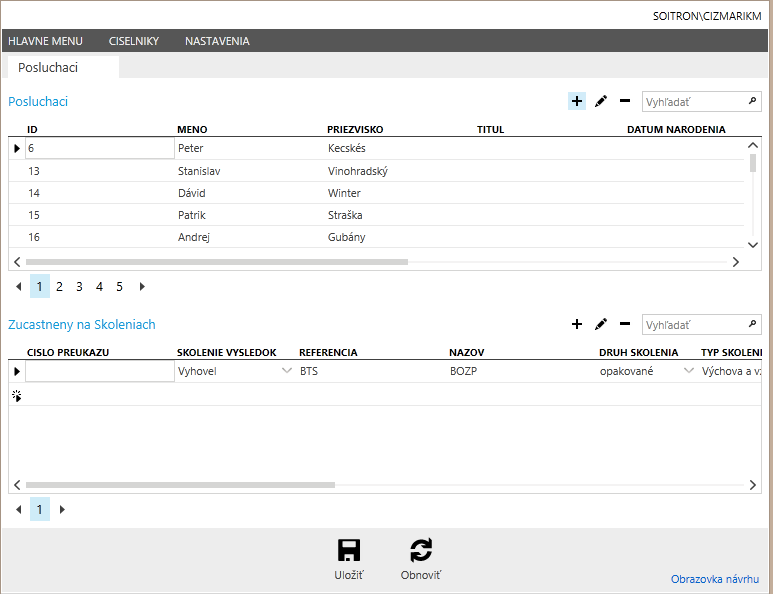 SOITRON\CIZMARIKM
HLAVNE MENU CISELNIKY NASTAVENIA
Posluchaci
Posluchaci Vyhľadať
ID MENO PRIEZVISKO TITUL DATUM NARODENIA
6 Peter Kecskés
13 Stanislav Vinohradský
14 Dávid Winter
15 Patrik Straška
16 Andrej Gubány
1 2 3 4 5
Zucastneny na Skoleniach Vyhľadať
CISLO PREUKAZU SKOLENIE VYSLEDOK REFERENCIA NAZOV DRUH SKOLENIA TYP SKOLENI
Vyhovel BTS BOZP opakované Výchova a vz
1
Uložiť Obnoviť
Obrazovka návrhu